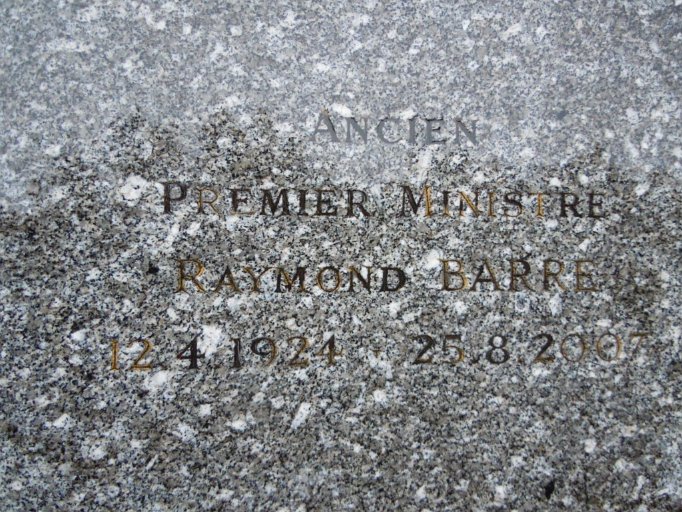 ANCIEN
PREMIER MINISTRE
RAYMOND BARRE
12.4.1924 - 25.8.2007